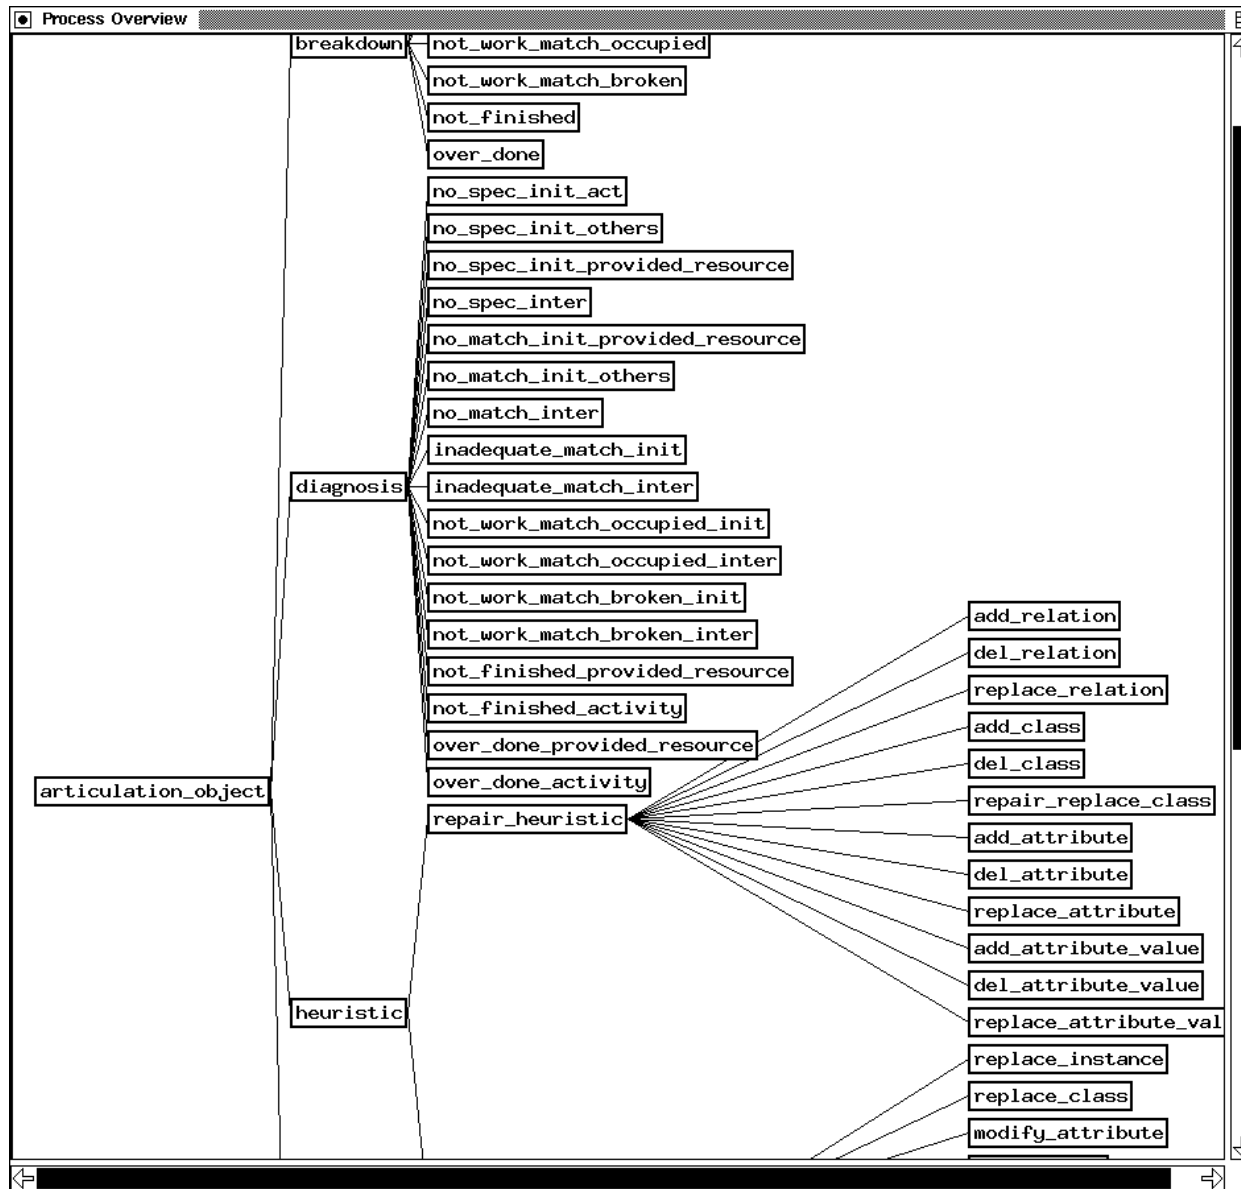 Process Overview
breakdown
not_work_match_occupied
not_work_match_broken
not_finished
over_done
no_spec_init_act
no_spec_init_others
no_spec_init_provided_resource
no_spec_inter
no_match_init_provided_resource
no_match_init_others
no_match_inter
inadequate_match_init
diagnosis
inadequate_match_inter
not_work_match_occupied_init
not_work_match_occupied_inter
not_work_match_broken_init
not_work_match_broken_inter
not_finished_provided_resource
not_finished_activity
over_done_provided_resource
over_done_activity
articulation_object
repair_heuristic
add_relation
del_relation
replace_relation
add_class
del_class
repair_replace_class
add_attribute
del_attribute
replace_attribute
add_attribute_value
del_attribute_value
heuristic
replace_attribute_val
replace_instance
replace_class
modify_attribute